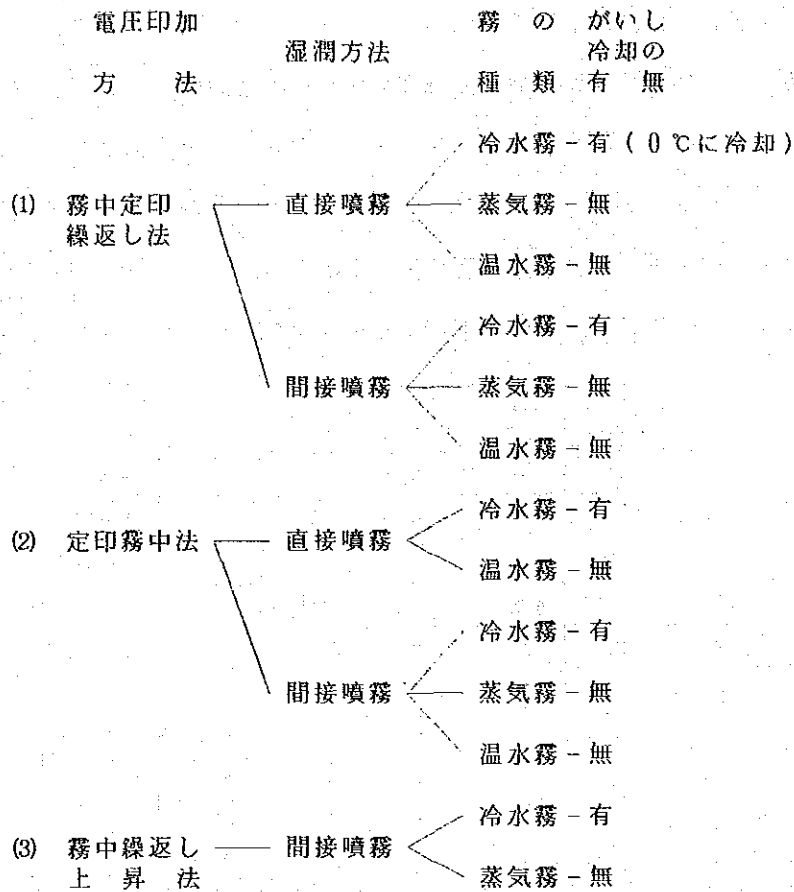 電圧印加 霧の がいし
湿潤方法 冷却の
方法 種類 有無
冷水霧 - 有 ( 0 ℃に冷却 )
(1) 霧中定印 直接噴霧 蒸気霧 - 無
繰返し法
温水霧 - 無
冷水霧 - 有
間接噴霧 蒸気霧 - 無
温水霧 - 無
冷水霧 - 有
(2) 定印霧中法 直接噴霧
温水霧 - 無
冷水霧 - 有
間接噴霧 蒸気霧 - 無
温水霧 - 無
冷水霧 - 有
(3) 霧中繰返し 間接噴霧
上昇法 蒸気霧 - 無